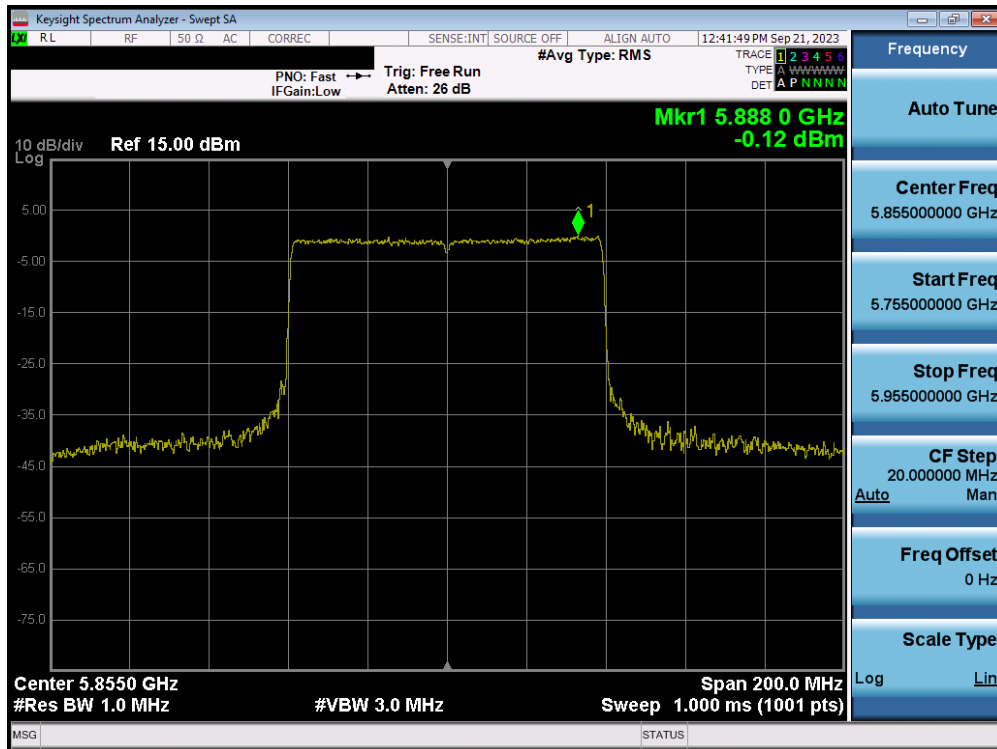 Keysight Spectrum Analyzer - Swept SA
LXI RL RF 50 Ω AC CORREC SENSE:INT SOURCE OFF ALIGN AUTO 12:41:49 PM Sep 21, 2023
#Avg Type: RMS
TRACE 1 2 3 4 5 6
PNO: Fast Trig: Free Run
TYPE A WWWWW
IFGain:Low Atten: 26 dB
DET A P N N N N
Mkr1 5.888 0 GHz
-0.12 dBm
10 dB/div Ref 15.00 dBm
Log
1
5.00
-5.00
-15.0
-25.0
-35.0
-45.0
-55.0
-65.0
-75.0
Center 5.8550 GHz Span 200.0 MHz
#Res BW 1.0 MHz #VBW 3.0 MHz Sweep 1.000 ms (1001 pts)
MSG STATUS
Frequency
Auto Tune
Center Freq
5.855000000 GHz
Start Freq
5.755000000 GHz
Stop Freq
5.955000000 GHz
CF Step
20.000000 MHz
Auto Man
Freq Offset
0 Hz
Scale Type
Log Lin